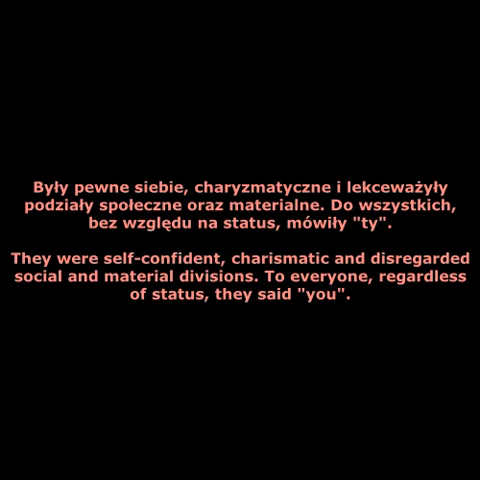 Były pewne siebie, charyzmatyczne i lekceważyły
podziały społeczne oraz materialne. Do wszystkich,
bez względu na status, mówiły "ty".
They were self-confident, charismatic and disregarded
social and material divisions. To everyone, regardless
of status, they said "you".